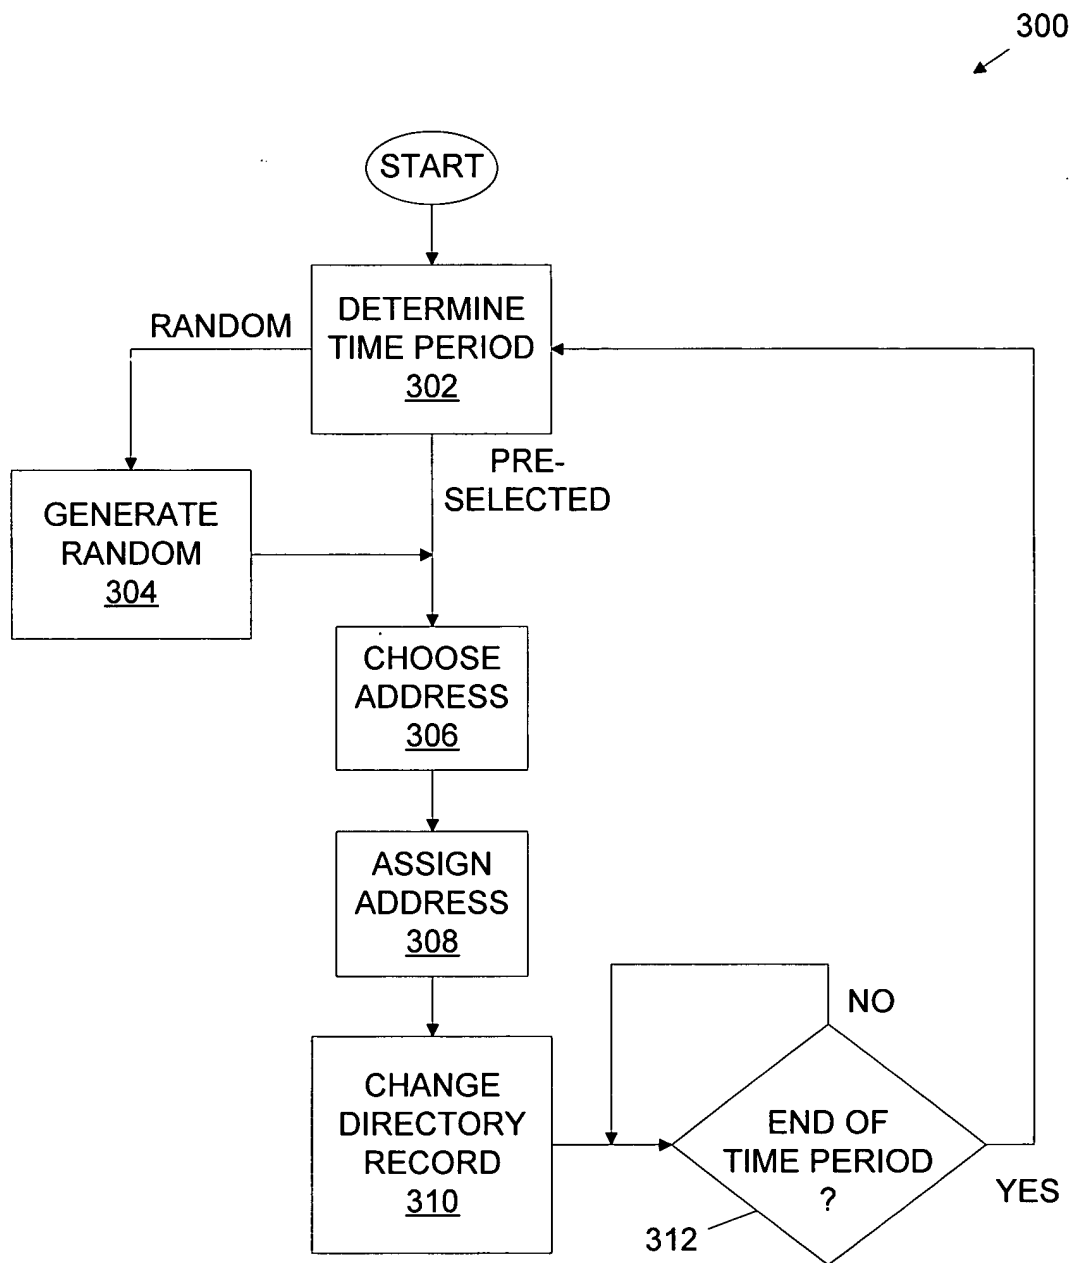 300
START
DETERMINE
TIME PERIOD
302
RANDOM
PRE-
SELECTED
GENERATE
RANDOM
304
CHOOSE
ADDRESS
306
ASSIGN
ADDRESS
308
CHANGE
DIRECTORY
RECORD
310
NO
END OF
TIME PERIOD
?
YES
312